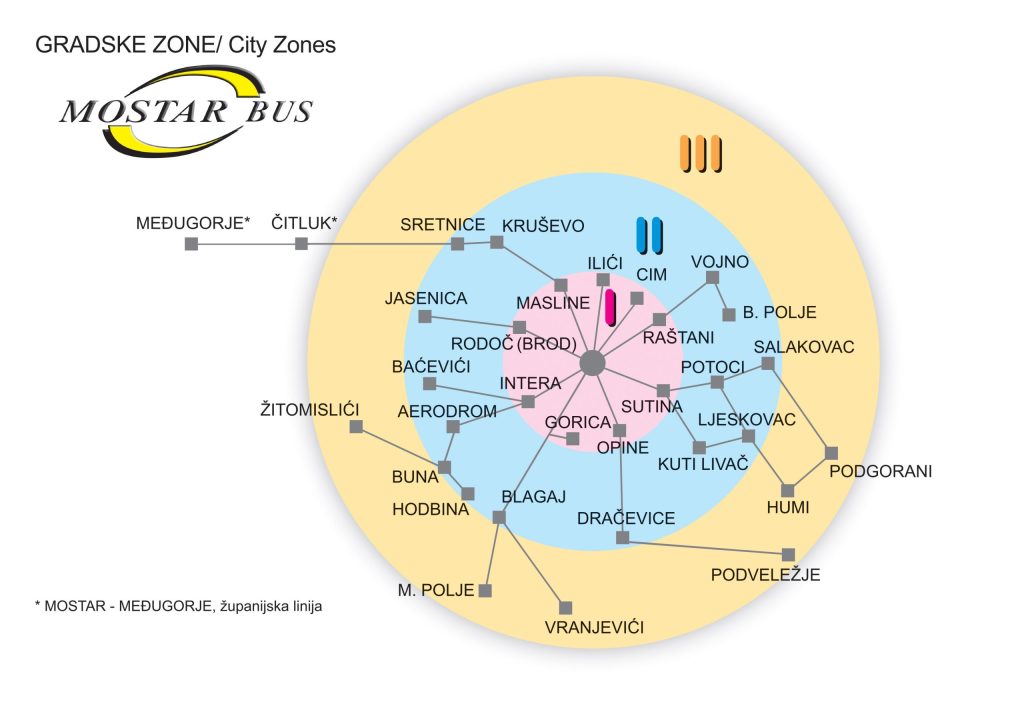 GRADSKE ZONE/ City Zones
MOSTAR BUS
III
MEĐUGORJE*
ČITLUK*
SRETNICE
KRUŠEVO
II
ILIĆI
CIM
VOJNO
JASENICA
MASLINE
I
B. POLJE
RODOČ (BROD)
RAŠTANI
SALAKOVAC
BAĆEVIĆI
INTERA
POTOCI
ŽITOMISLIĆI
AERODROM
GORICA
SUTINA
LJESKOVAC
OPINE
BUNA
KUTI LIVAČ
PODGORANI
HODBINA
BLAGAJ
HUMI
DRAČEVICE
PODVELEŽJE
M. POLJE
* MOSTAR - MEĐUGORJE, županijska linija
VRANJEVIĆI